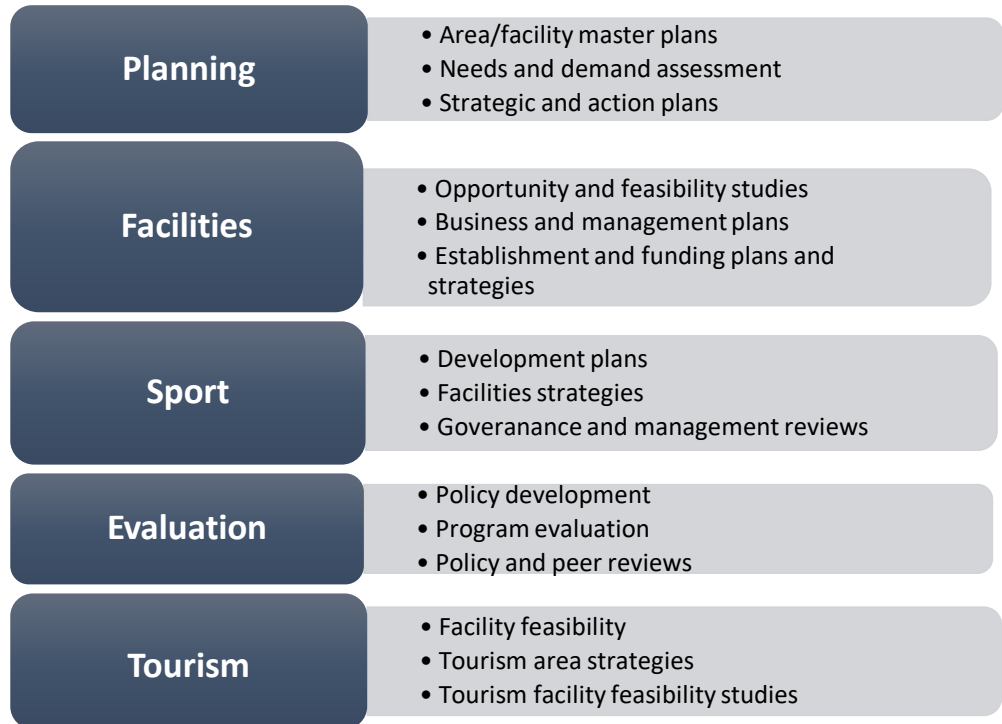 Planning
• Area/facility master plans
• Needs and demand assessment
• Strategic and action plans
Facilities
• Opportunity and feasibility studies
• Business and management plans
• Establishment and funding plans and
strategies
Sport
• Development plans
• Facilities strategies
• Goveranance and management reviews
Evaluation
• Policy development
• Program evaluation
• Policy and peer reviews
Tourism
• Facility feasibility
• Tourism area strategies
• Tourism facility feasibility studies